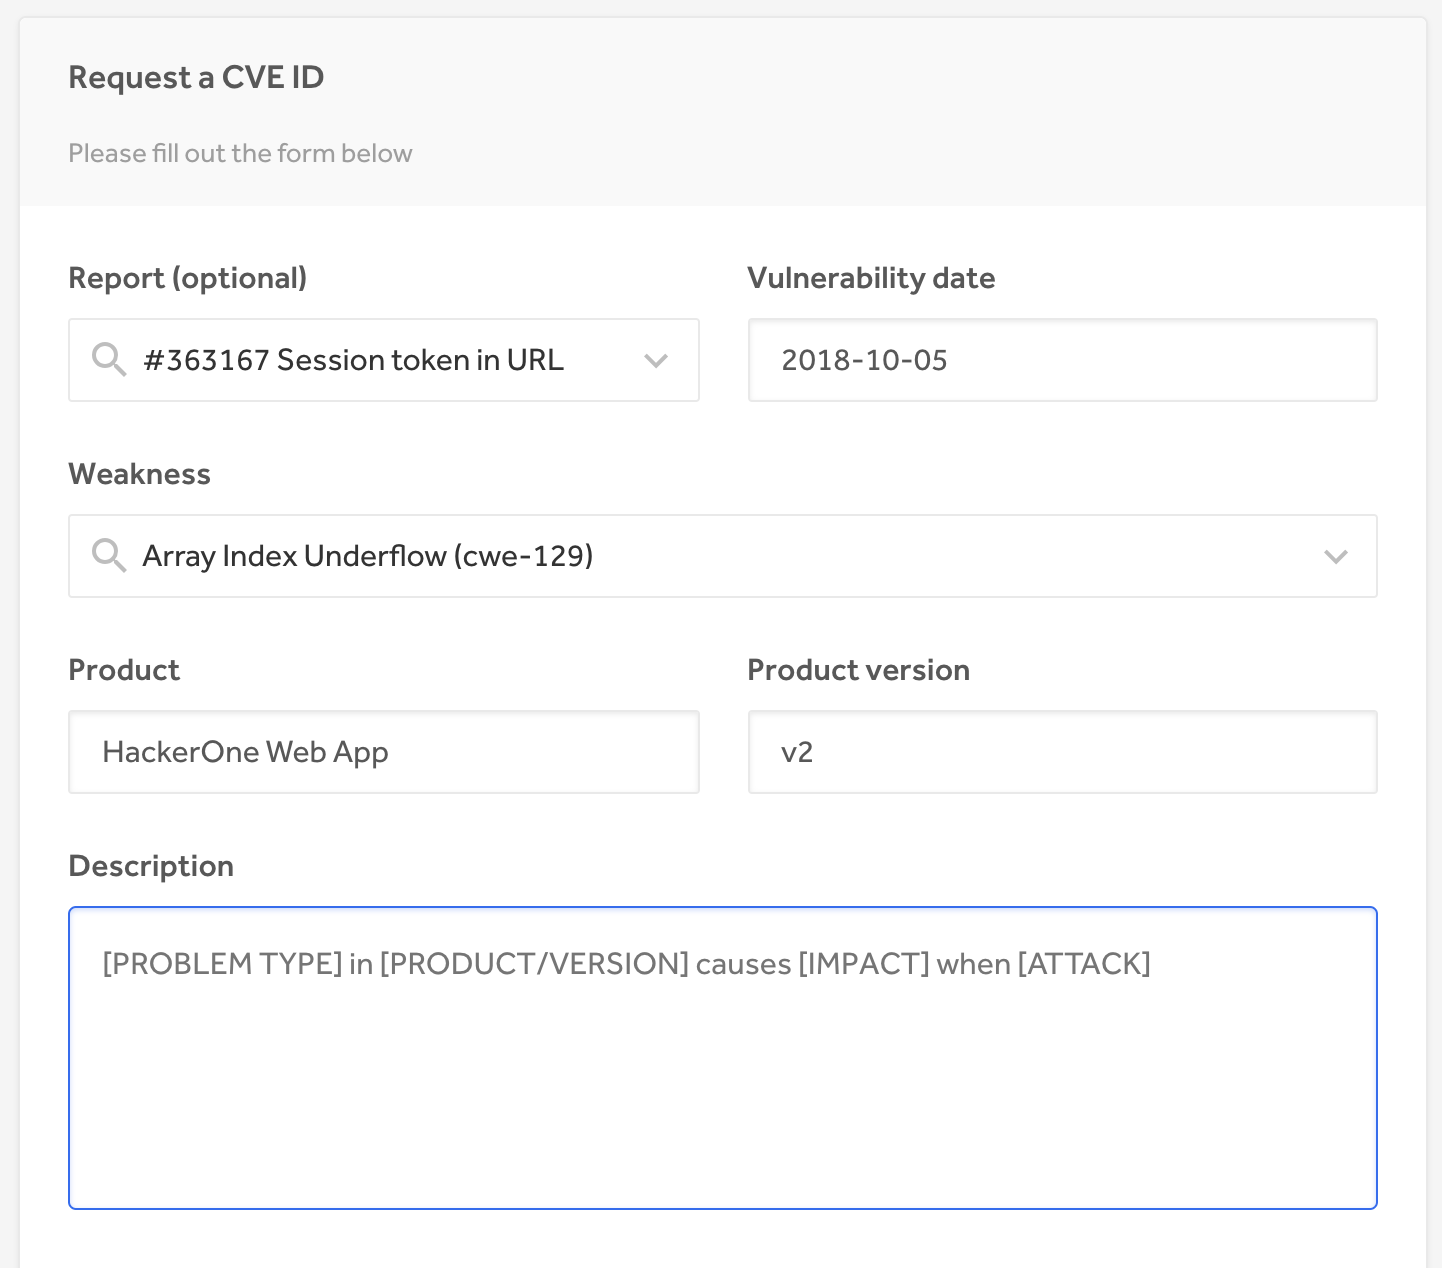 Request a CVE ID
Please fill out the form below
Report (optional)
Vulnerability date
#363167 Session token in URL
2018-10-05
Weakness
Array Index Underflow (cwe-129)
Product
Product version
HackerOne Web App
v2
Description
[PROBLEM TYPE] in [PRODUCT/VERSION] causes [IMPACT] when [ATTACK]